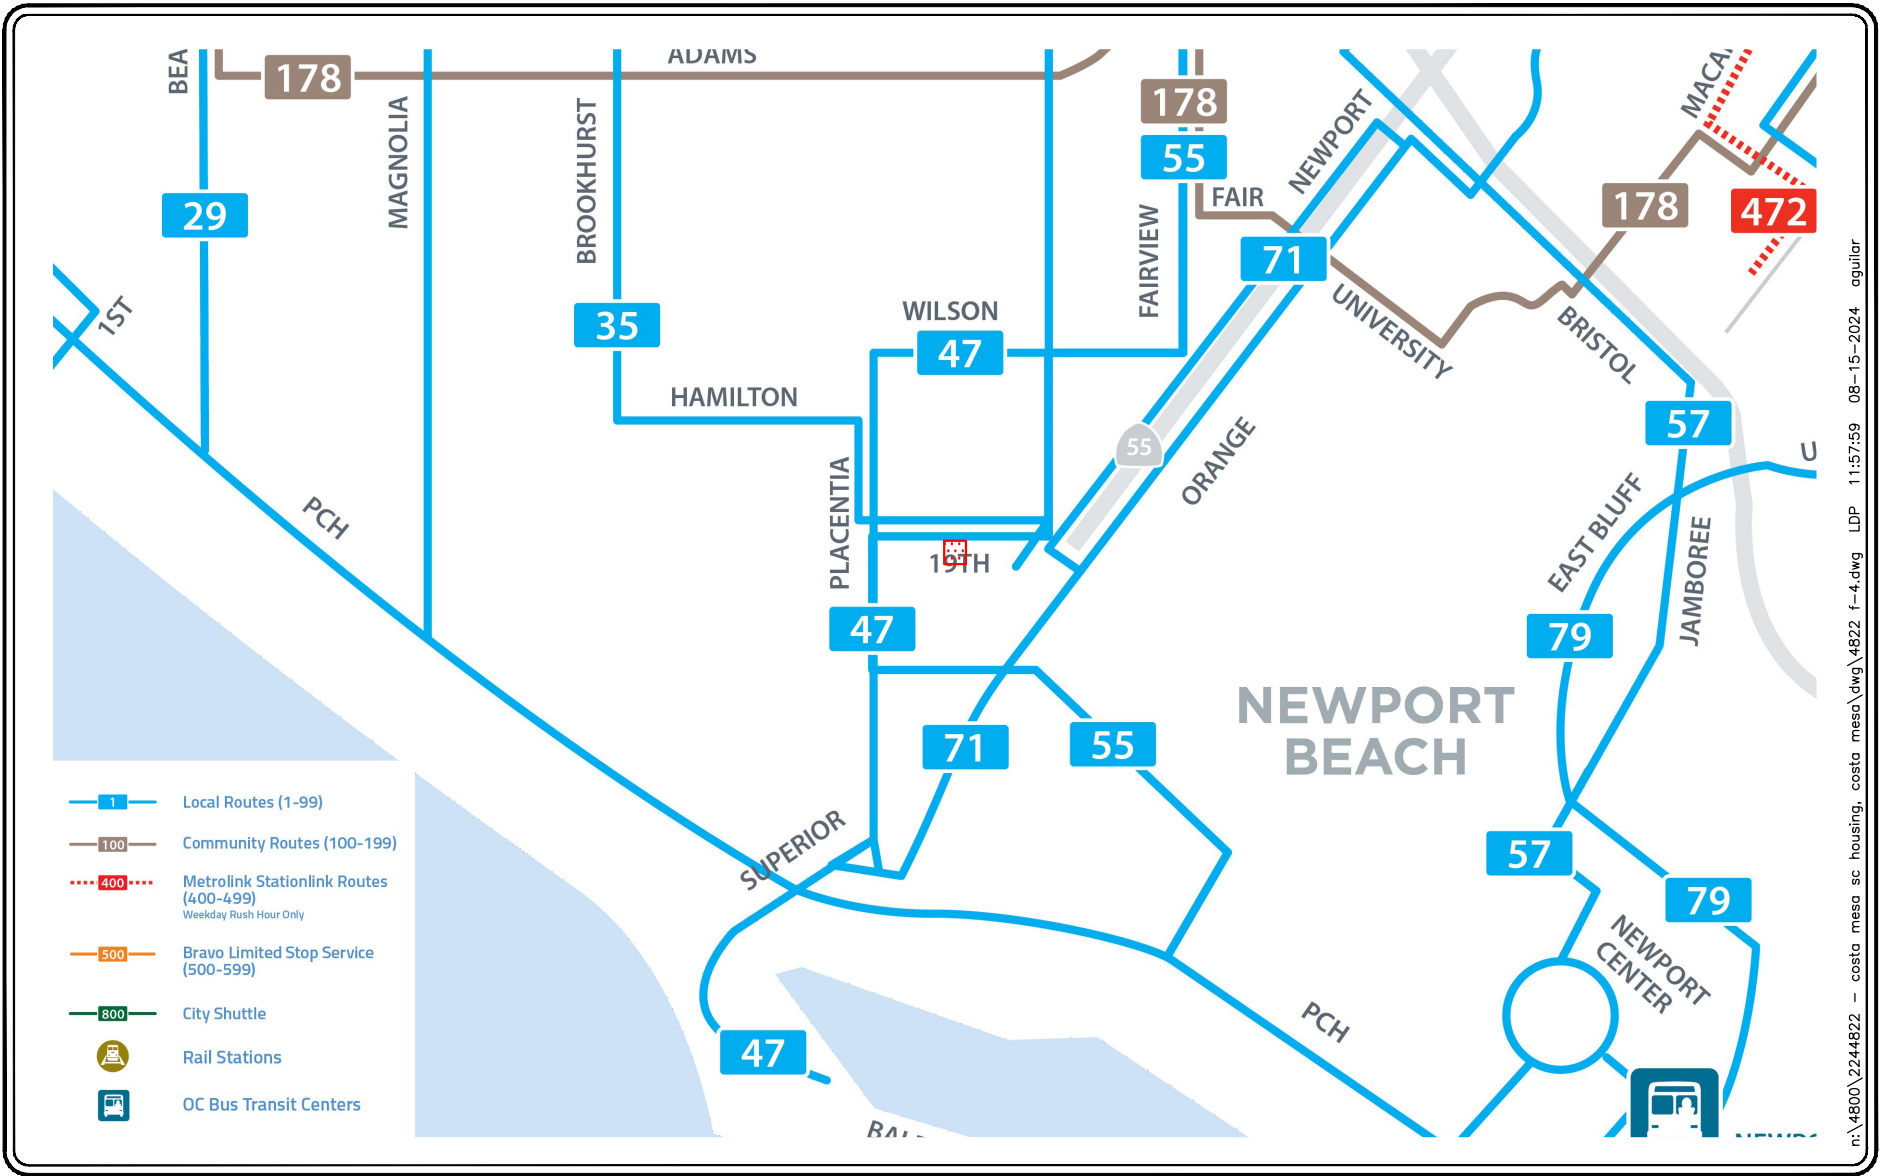 BEA
178
ADAMS
MAGNOLIA
BROOKHURST
29
35
HAMILTON
1ST
PCH
WILSON
47
178
55
FAIR
FAIRVIEW
NEWPORT
71
UNIVERSITY
55
ORANGE
BRISTOL
MACA
178
472
57
U
EAST BLUFF
JAMBOREE
79
PLACENTIA
19TH
47
71
55
NEWPORT
BEACH
SUPERIOR
57
79
NEWPORT
CENTER
PCH
47
1
Local Routes (1-99)
100
Community Routes (100-199)
400
Metrolink Stationlink Routes
(400-499)
Weekday Rush Hour Only
500
Bravo Limited Stop Service
(500-599)
800
City Shuttle
Rail Stations
OC Bus Transit Centers
n:\4800\2244822 - costa mesa sc housing, costa mesa\dwg\4822 f-4.dwg LDP 11:57:59 08-15-2024 aguilar